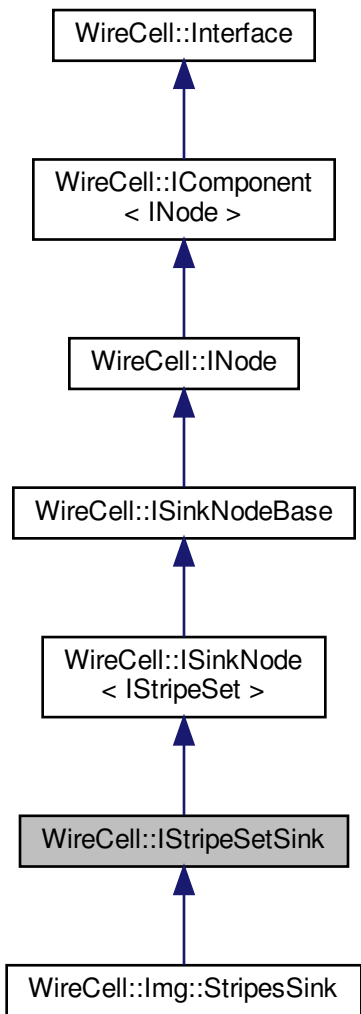 WireCell::Interface
WireCell::IComponent
< INode >
WireCell::INode
WireCell::ISinkNodeBase
WireCell::ISinkNode
< IStripeSet >
WireCell::IStripeSetSink
WireCell::Img::StripesSink